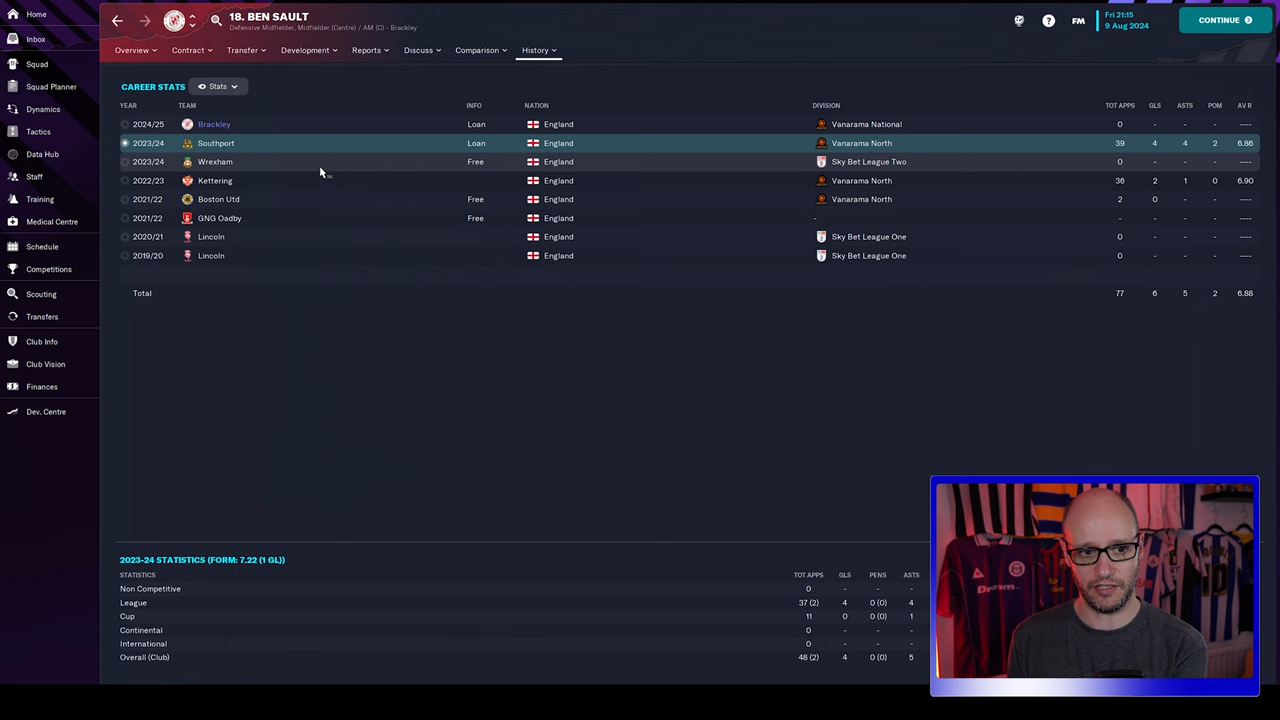 Home
Inbox
Squad
Squad Planner
Dynamics
Tactics
Data Hub
Staff
Training
Medical Centre
Schedule
Competitions
Scouting
Transfers
Club Info
Club Vision
Finances
Dev. Centre
18. BEN SAULT
Defensive Midfielder, Midfielder (Centre) / AM (C) - Brackley
? FM Fri 21:15
9 Aug 2024
CONTINUE
Overview Contract Transfer Development Reports Discuss Comparison History
CAREER STATS Stats
YEAR TEAM INFO NATION DIVISION TOT APPS GLS ASTS POM AV R
2024/25 Brackley Loan England Vanarama National 0 - - - ----
2023/24 Southport Loan England Vanarama North 39 4 4 2 6.86
2023/24 Wrexham Free England Sky Bet League Two 0 - - - ----
2022/23 Kettering England Vanarama North 36 2 1 0 6.90
2021/22 Boston Utd Free England Vanarama North 2 0 - - ----
2021/22 GNG Oadby Free England - - - - - ----
2020/21 Lincoln England Sky Bet League One 0 - - - ----
2019/20 Lincoln England Sky Bet League One 0 - - - ----
Total 77 6 5 2 6.88
2023-24 STATISTICS (FORM: 7.22 (1 GL))
STATISTICS TOT APPS GLS PENS ASTS
Non Competitive 0 - - -
League 37 (2) 4 0 (0) 4
Cup 11 0 0 (0) 1
Continental 0 - - -
International 0 - - -
Overall (Club) 48 (2) 4 0 (0) 5